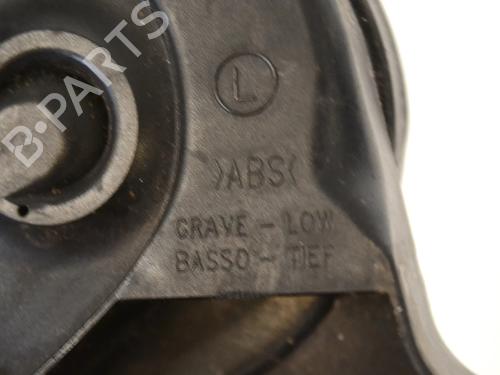 L
>ABS<
GRAVE - LOW
BASSO - TIEF
B-PARTS